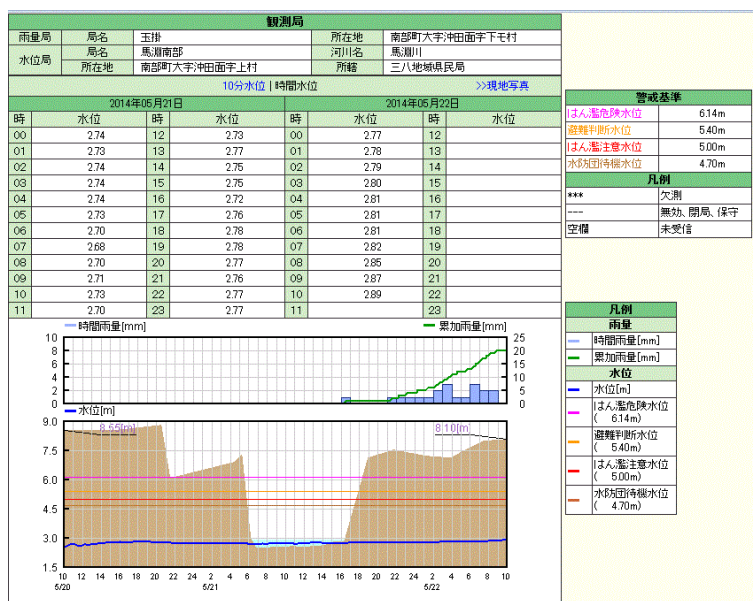 観測局
雨量局 局名 玉掛 所在地 南部町大字沖田面字下モ村
水位局 局名 馬淵南部 河川名 馬淵川
所在地 南部町大字沖田面字上村 所轄 三八地域県民局
10分水位 | 時間水位 >>現地写真
2014年05月21日 2014年05月22日
時 水位 時 水位 時 水位 時 水位
00 2.74 12 2.73 00 2.77 12
01 2.73 13 2.77 01 2.78 13
02 2.74 14 2.75 02 2.79 14
03 2.74 15 2.75 03 2.80 15
04 2.74 16 2.72 04 2.81 16
05 2.73 17 2.76 05 2.81 17
06 2.70 18 2.78 06 2.81 18
07 2.68 19 2.78 07 2.82 19
08 2.70 20 2.77 08 2.85 20
09 2.71 21 2.76 09 2.87 21
10 2.73 22 2.77 10 2.89 22
11 2.70 23 2.77 11 23
警戒基準
はん濫危険水位 6.14m
避難判断水位 5.40m
はん濫注意水位 5.00m
水防団待機水位 4.70m
凡例
*** 欠測
--- 無効、閉局、保守
空欄 未受信
時間雨量[mm] 累加雨量[mm]
10 25
8 20
6 15
4 10
2 5
0 0
水位[m]
9.0 8.55[m] 8.10[m]
7.5
6.0
4.5
3.0
1.5
10 12 14 16 18 20 22 24 2 4 6 8 10 12 14 16 18 20 22 24 2 4 6 8 10
5/20 5/21 5/22
凡例
雨量
時間雨量[mm]
累加雨量[mm]
水位
水位[m]
はん濫危険水位
( 6.14m)
避難判断水位
( 5.40m)
はん濫注意水位
( 5.00m)
水防団待機水位
( 4.70m)